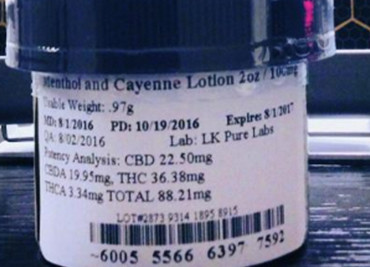 Menthol and Cayenne Lotion 2oz / 100mg
Usable Weight: .97g
MD: 8/1/2016 PD: 10/19/2016 Expires: 8/1/2017
QA: 8/02/2016 Lab: LK Pure Labs
Potency Analysis: CBD 22.50mg
CBDA 19.95mg, THC 36.38mg
THCA 3.34mg TOTAL 88.21mg
LOT#2873 9314 1895 8915
~6005 5566 6397 7592